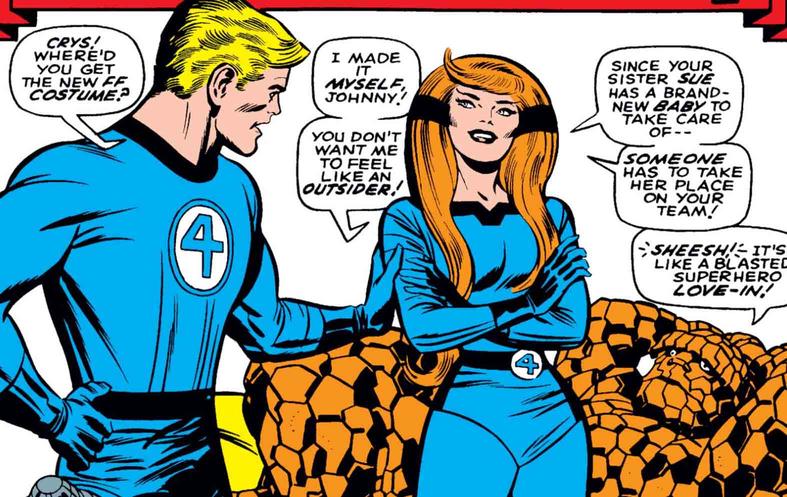 CRYS!
WHERE'D
YOU GET
THE NEW FF
COSTUME?
I MADE
IT
MYSELF,
JOHNNY!
YOU DON'T
WANT ME
TO FEEL
LIKE AN
OUTSIDER!
SINCE YOUR
SISTER SUE
HAS A BRAND-
NEW BABY TO
TAKE CARE
OF--
SOMEONE
HAS TO TAKE
HER PLACE
ON YOUR
TEAM!
SHEESH! IT'S
LIKE A BLASTED
SUPERHERO
LOVE-IN!
4
4